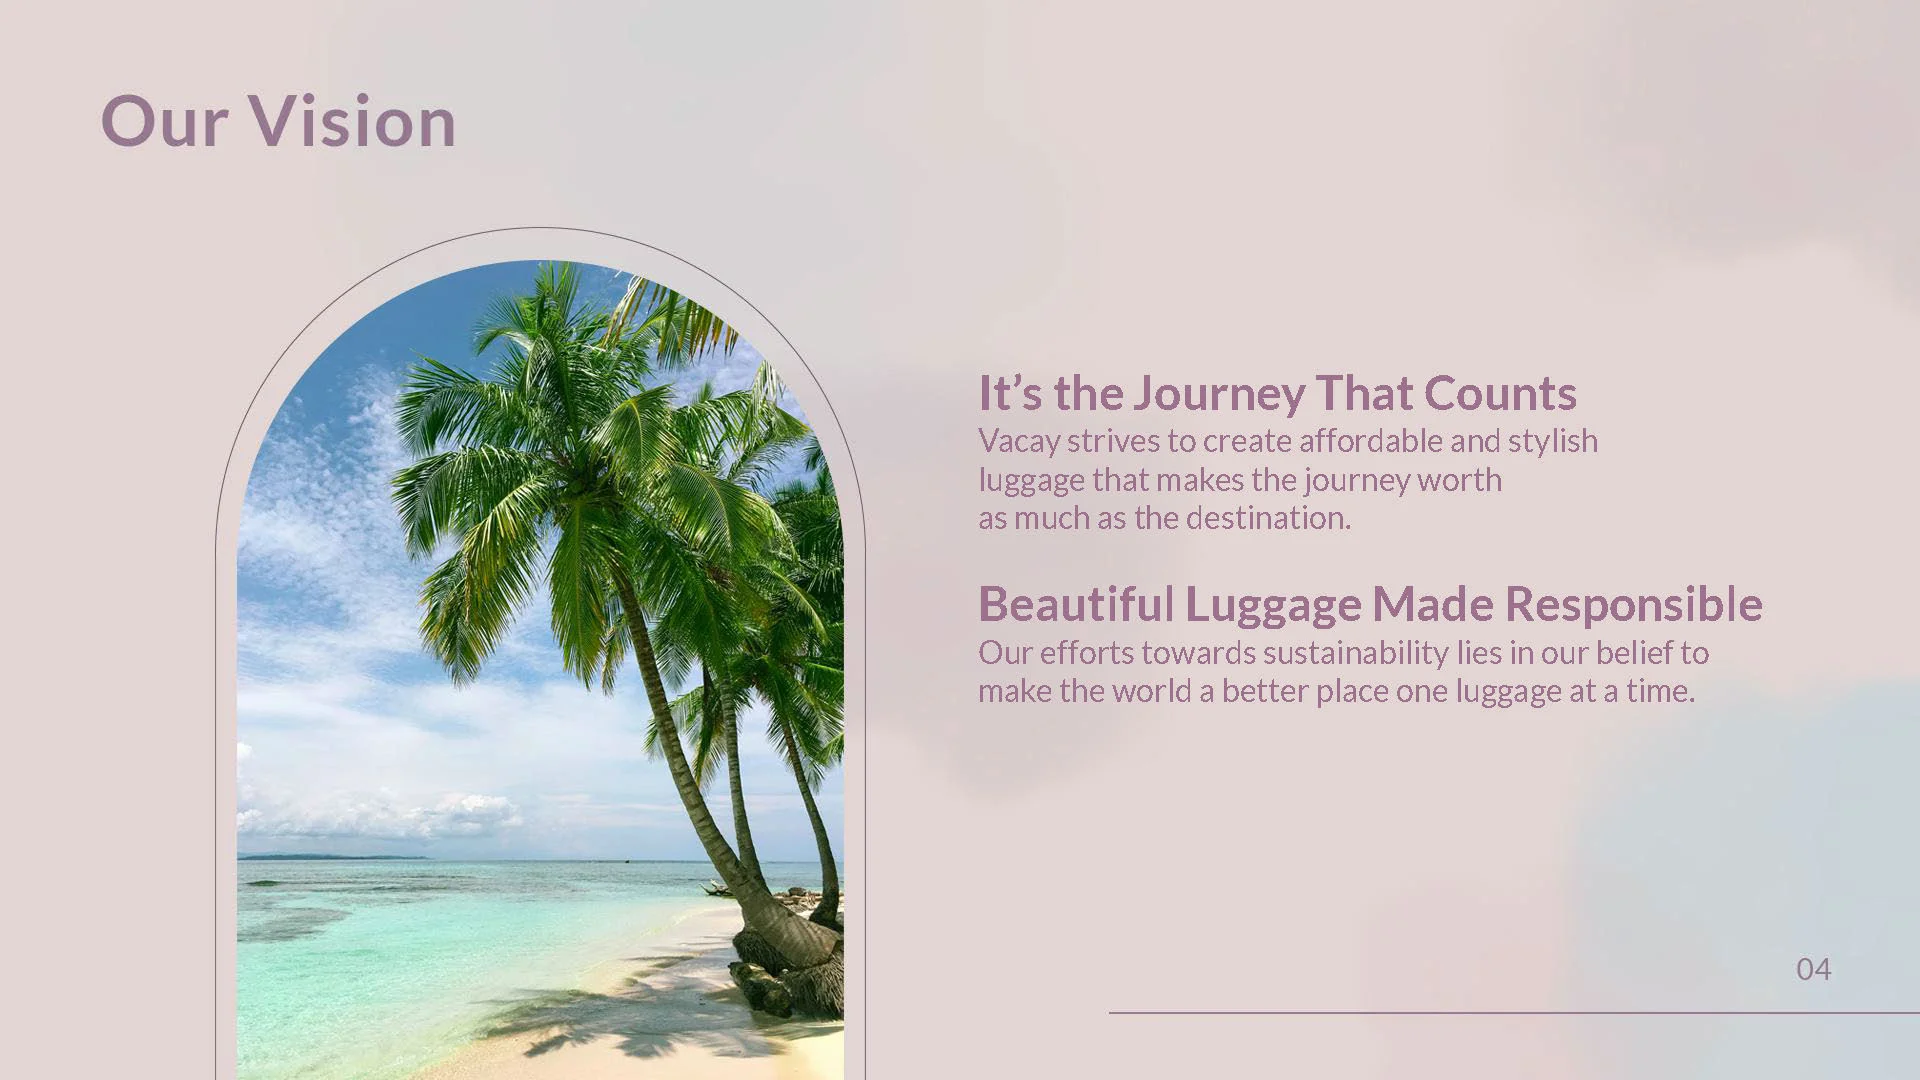 Our Vision
It’s the Journey That Counts
Vacay strives to create affordable and stylish
luggage that makes the journey worth
as much as the destination.
Beautiful Luggage Made Responsible
Our efforts towards sustainability lies in our belief to
make the world a better place one luggage at a time.
04